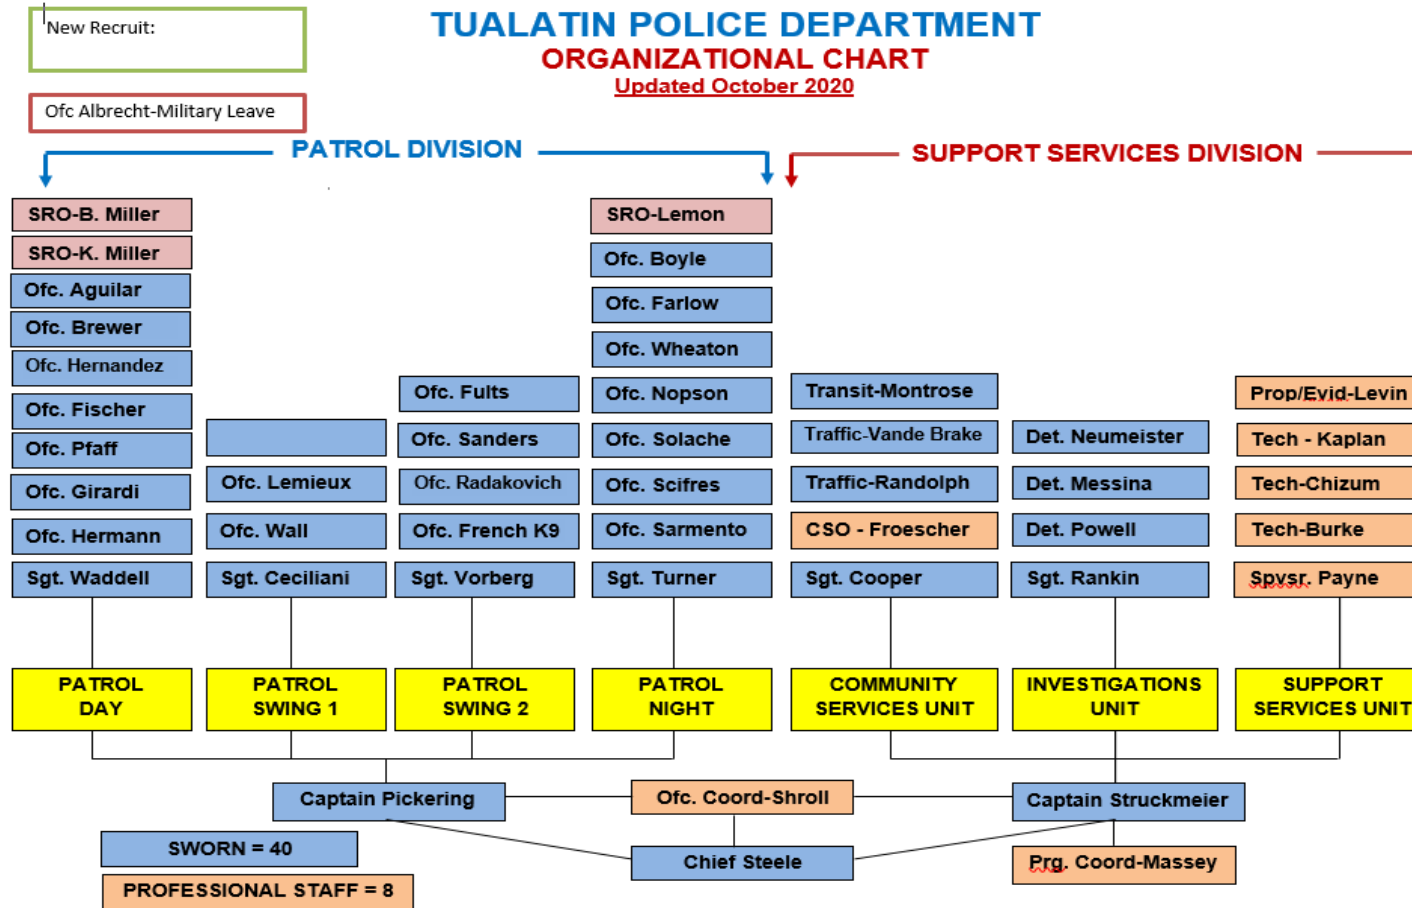 New Recruit:
TUALATIN POLICE DEPARTMENT
ORGANIZATIONAL CHART
Updated October 2020
Ofc Albrecht-Military Leave
PATROL DIVISION
SUPPORT SERVICES DIVISION
SRO-B. Miller
SRO-K. Miller
Ofc. Aguilar
Ofc. Brewer
Ofc. Hernandez
Ofc. Fischer
Ofc. Pfaff
Ofc. Girardi
Ofc. Hermann
Sgt. Waddell
PATROL
DAY
Ofc. Lemieux
Ofc. Wall
Sgt. Ceciliani
PATROL
SWING 1
Ofc. Fults
Ofc. Sanders
Ofc. Radakovich
Ofc. French K9
Sgt. Vorberg
PATROL
SWING 2
SRO-Lemon
Ofc. Boyle
Ofc. Farlow
Ofc. Wheaton
Ofc. Nopson
Ofc. Solache
Ofc. Scifres
Ofc. Sarmento
Sgt. Turner
PATROL
NIGHT
Transit-Montrose
Traffic-Vande Brake
Traffic-Randolph
CSO - Froescher
Sgt. Cooper
COMMUNITY
SERVICES UNIT
Det. Neumeister
Det. Messina
Det. Powell
Sgt. Rankin
INVESTIGATIONS
UNIT
Prop/Evid-Levin
Tech - Kaplan
Tech-Chizum
Tech-Burke
Spvsr. Payne
SUPPORT
SERVICES UNIT
Captain Pickering
Ofc. Coord-Shroll
Captain Struckmeier
SWORN = 40
Chief Steele
Prg. Coord-Massey
PROFESSIONAL STAFF = 8